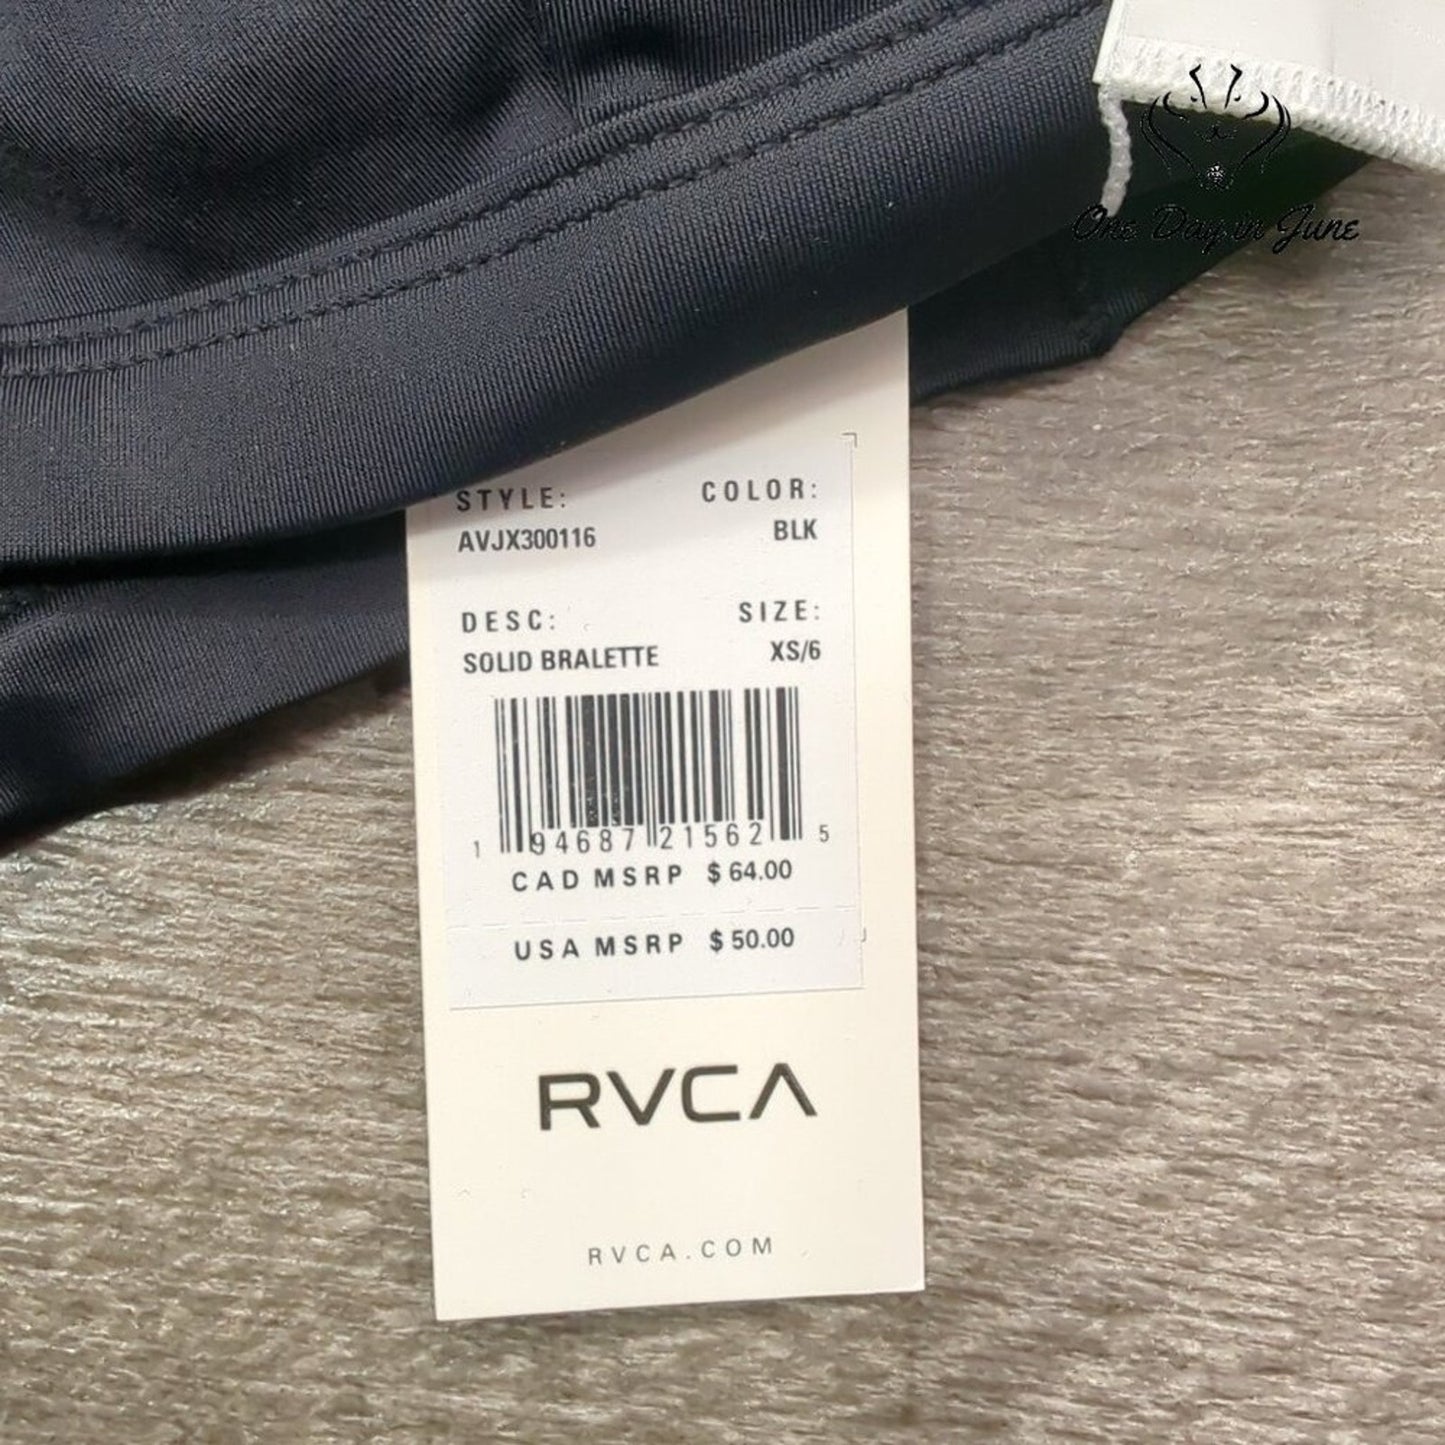 One Day in June
STYLE: COLOR:
AVJX300116 BLK
DESC: SIZE:
SOLID BRALETTE XS/6
1 94687 21562 5
CAD MSRP $ 64.00
USA MSRP $ 50.00
RVCA
RVCA.COM